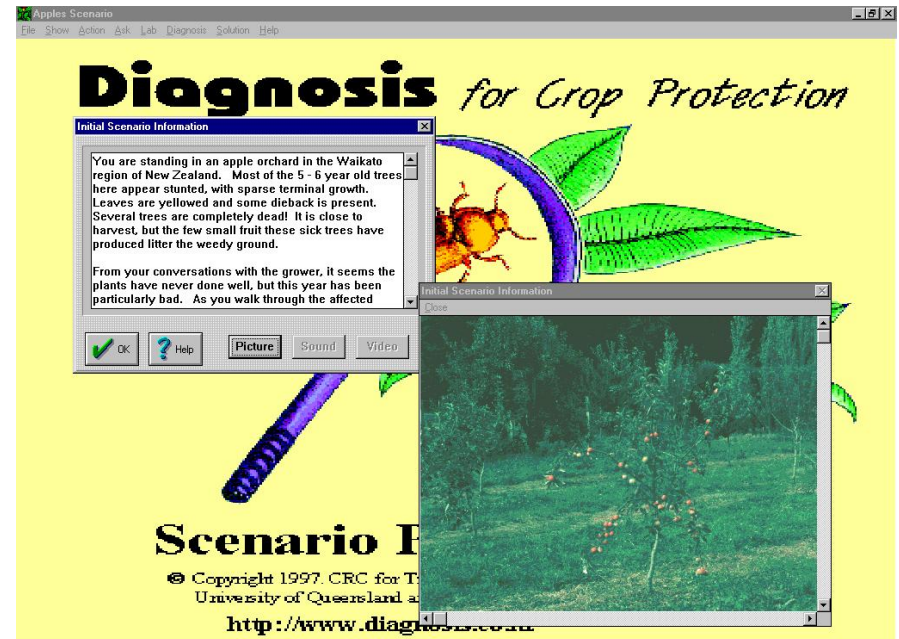 Apples Scenario
File Show Action Ask Lab Diagnosis Solution Help
Diagnosis for Crop Protection
Initial Scenario Information
You are standing in an apple orchard in the Waikato
region of New Zealand. Most of the 5 - 6 year old trees
here appear stunted, with sparse terminal growth.
Leaves are yellowed and some dieback is present.
Several trees are completely dead! It is close to
harvest, but the few small fruit these sick trees have
produced litter the weedy ground.
From your conversations with the grower, it seems the
plants have never done well, but this year has been
particularly bad. As you walk through the affected
OK Help Picture Sound Video
Initial Scenario Information
Close
Scenario
© Copyright 1997. CRC for
University of Queensland
http://www.diagnosis.co.nz